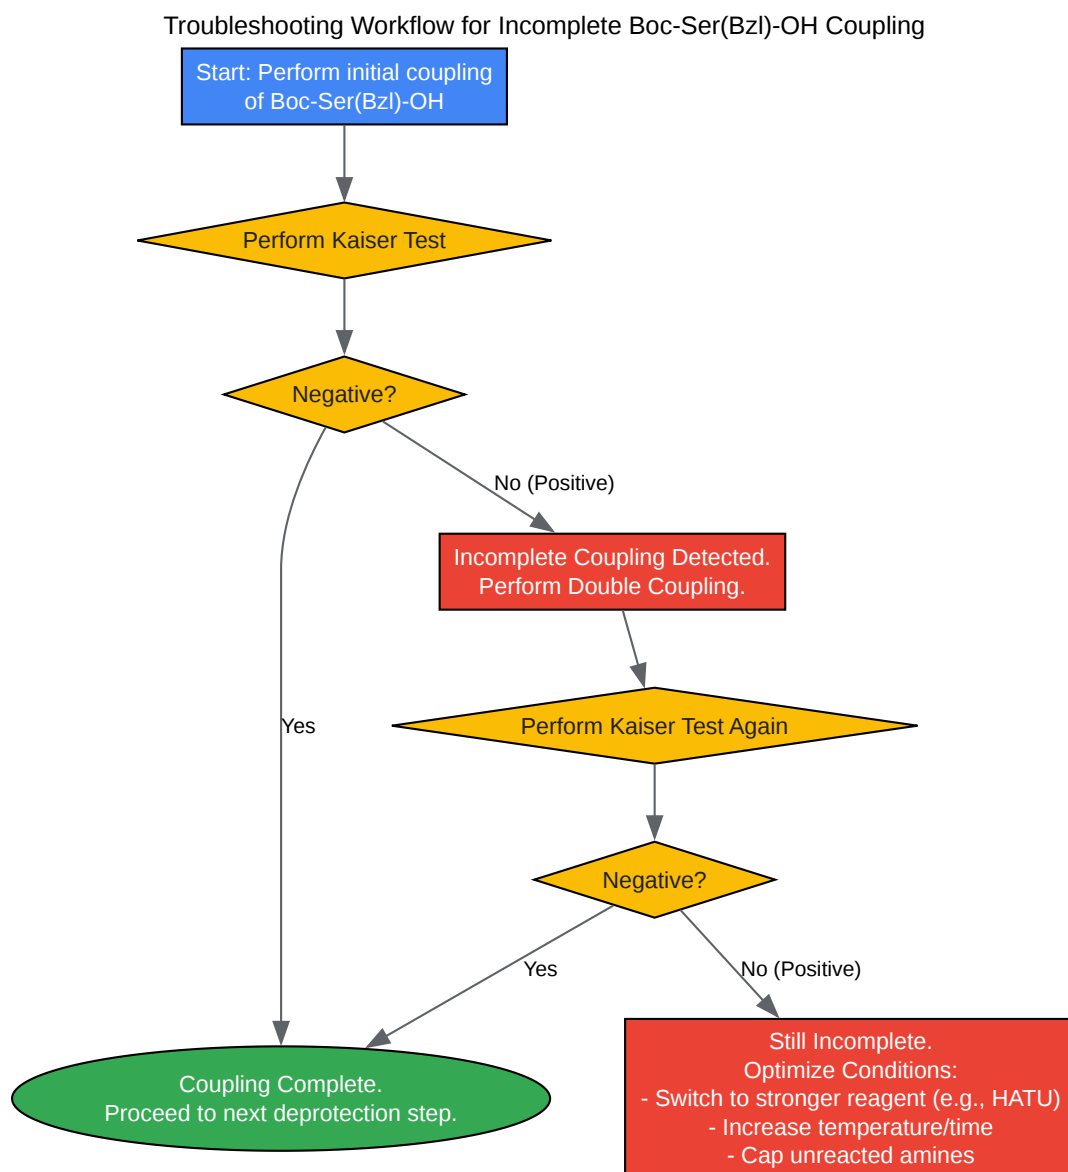 Troubleshooting Workflow for Incomplete Boc-Ser(Bzl)-OH Coupling
Start: Perform initial coupling
of Boc-Ser(Bzl)-OH
Perform Kaiser Test
Negative?
No (Positive)
Incomplete Coupling Detected.
Perform Double Coupling.
Yes
Perform Kaiser Test Again
Negative?
Yes
No (Positive)
Coupling Complete.
Proceed to next deprotection step.
Still Incomplete.
Optimize Conditions:
- Switch to stronger reagent (e.g., HATU)
- Increase temperature/time
- Cap unreacted amines